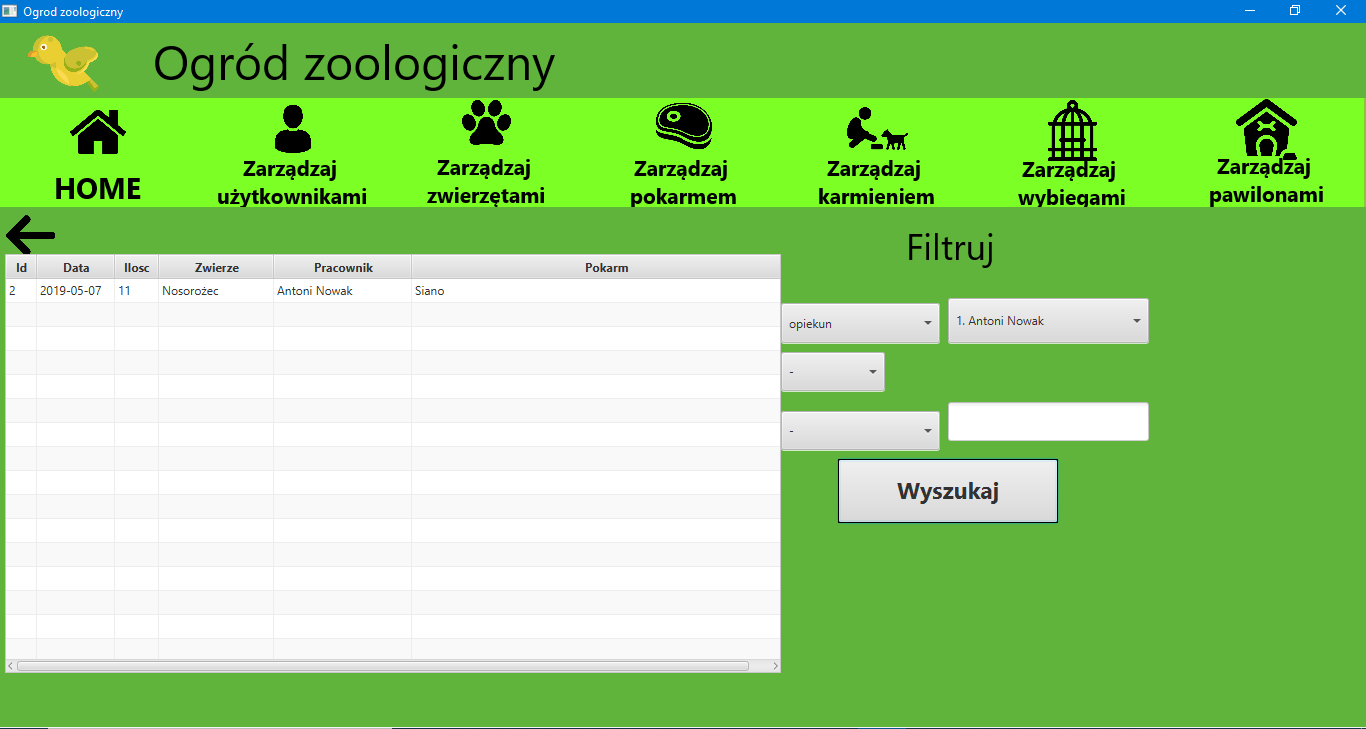 Ogrod zoologiczny
Ogród zoologiczny
HOME
Zarządzaj
użytkownikami
Zarządzaj
zwierzętami
Zarządzaj
pokarmem
Zarządzaj
karmieniem
Zarządzaj
wybiegami
Zarządzaj
pawilonami
Filtruj
Id Data Ilosc Zwierze Pracownik Pokarm
2 2019-05-07 11 Nosorożec Antoni Nowak Siano
opiekun 1. Antoni Nowak
-
-
Wyszukaj